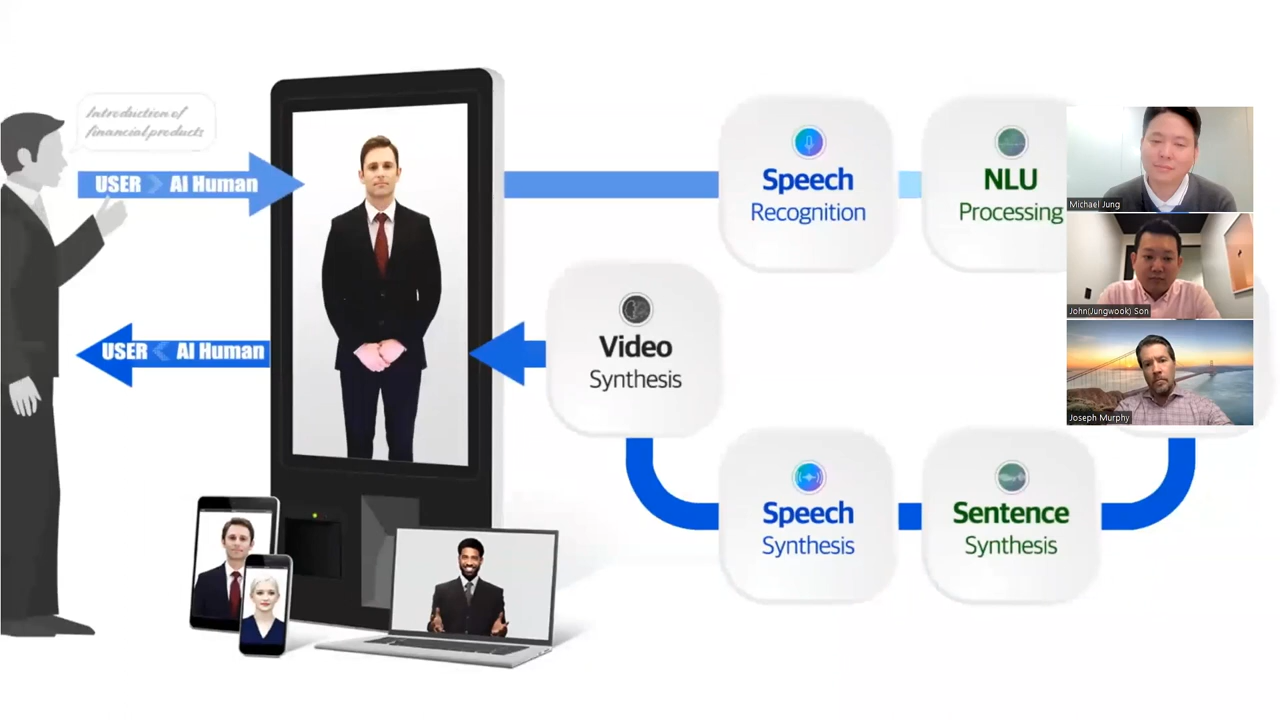 Introduction of
financial products
USER > AI Human
Speech
Recognition
NLU
Processing
Michael Jung
John(Jungwook) Son
Joseph Murphy
USER < AI Human
Video
Synthesis
Speech
Synthesis
Sentence
Synthesis